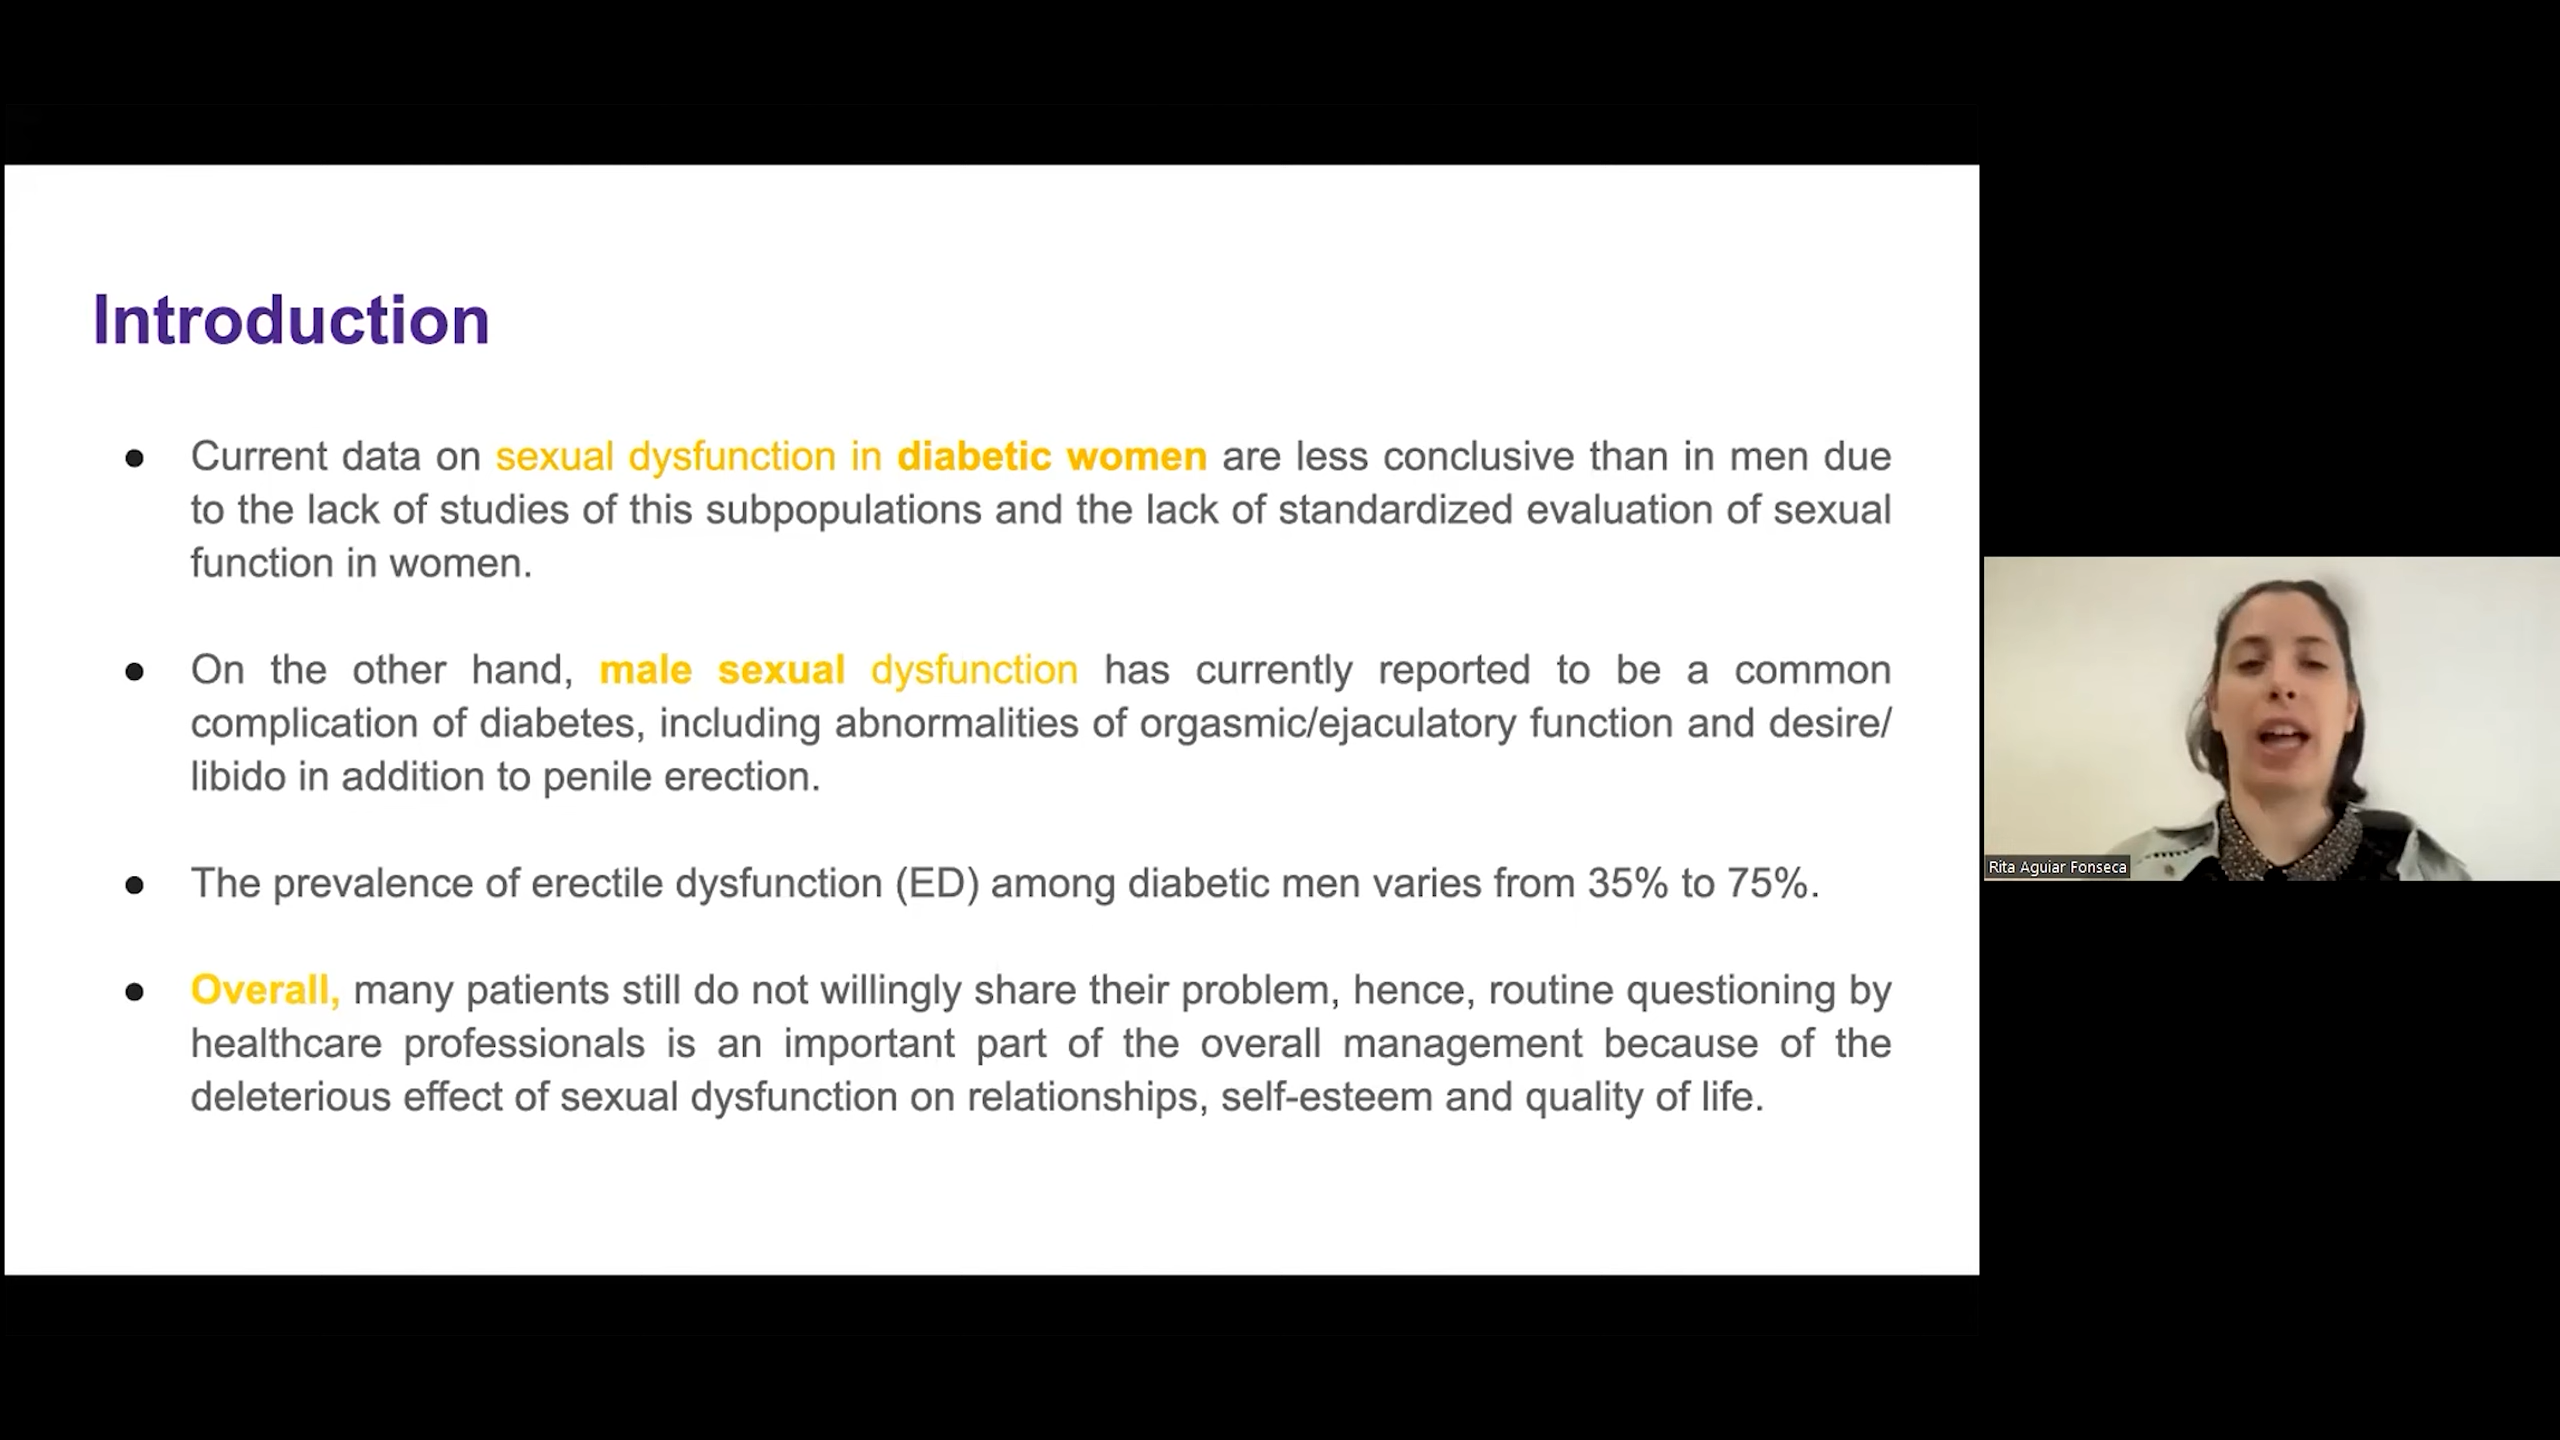 Introduction
● Current data on sexual dysfunction in diabetic women are less conclusive than in men due
to the lack of studies of this subpopulations and the lack of standardized evaluation of sexual
function in women.
● On the other hand, male sexual dysfunction has currently reported to be a common
complication of diabetes, including abnormalities of orgasmic/ejaculatory function and desire/
libido in addition to penile erection.
● The prevalence of erectile dysfunction (ED) among diabetic men varies from 35% to 75%.
● Overall, many patients still do not willingly share their problem, hence, routine questioning by
healthcare professionals is an important part of the overall management because of the
deleterious effect of sexual dysfunction on relationships, self-esteem and quality of life.
Rita Aguiar Fonseca